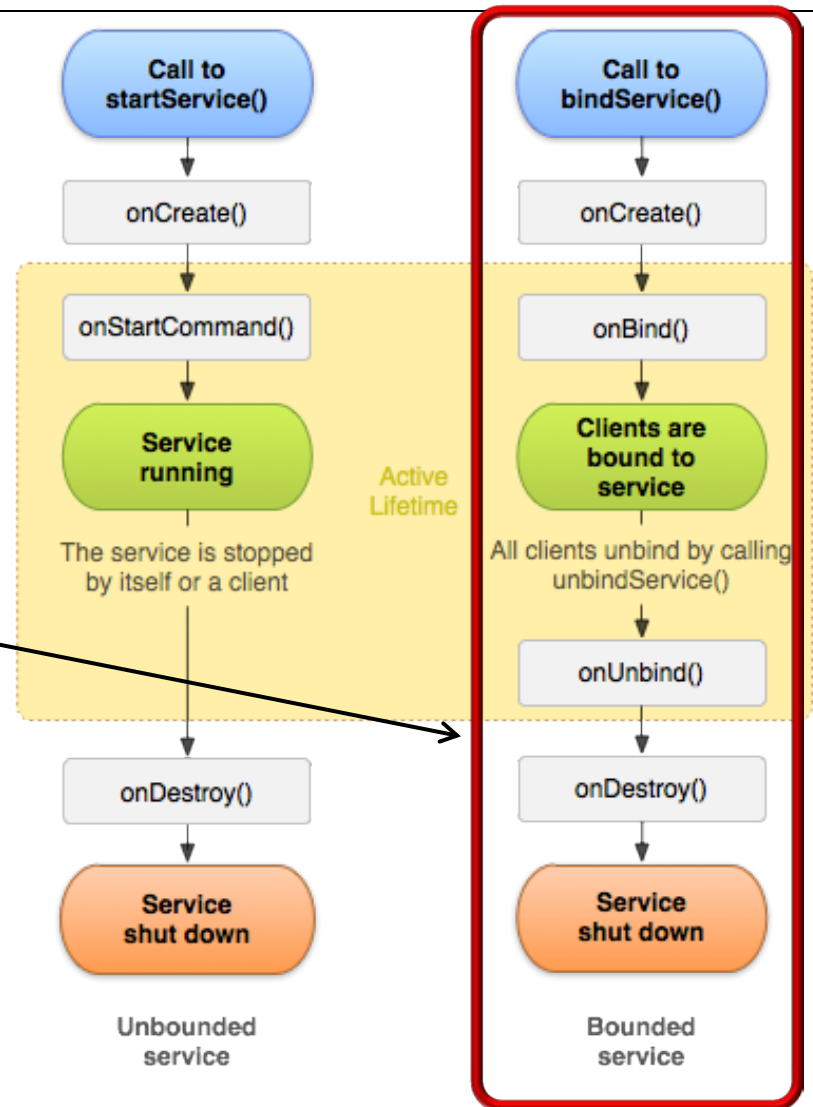 Call to
startService()
onCreate()
onStartCommand()
Service
running
The service is stopped
by itself or a client
onDestroy()
Service
shut down
Unbounded
service
Active
Lifetime
Call to
bindService()
onCreate()
onBind()
Clients are
bound to
service
All clients unbind by calling
unbindService()
onUnbind()
onDestroy()
Service
shut down
Bounded
service